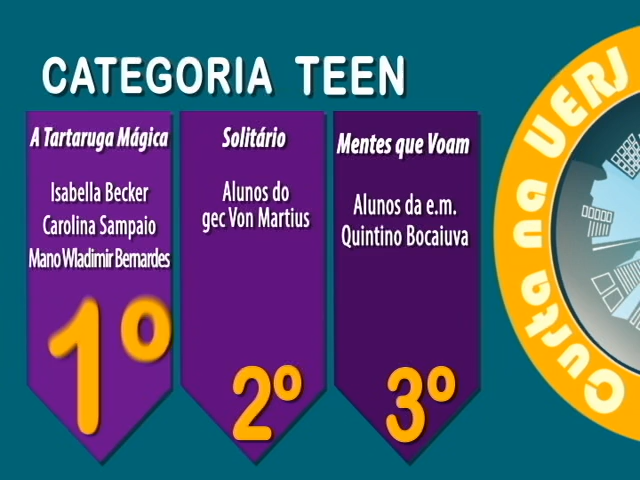 CATEGORIA TEEN
A Tartaruga Mágica
Isabella Becker
Carolina Sampaio
Mano Wladimir Bernardes
1º
Solitário
Alunos do
gec Von Martius
2º
Mentes que Voam
Alunos da e.m.
Quintino Bocaiuva
3º
Curta na UERJ